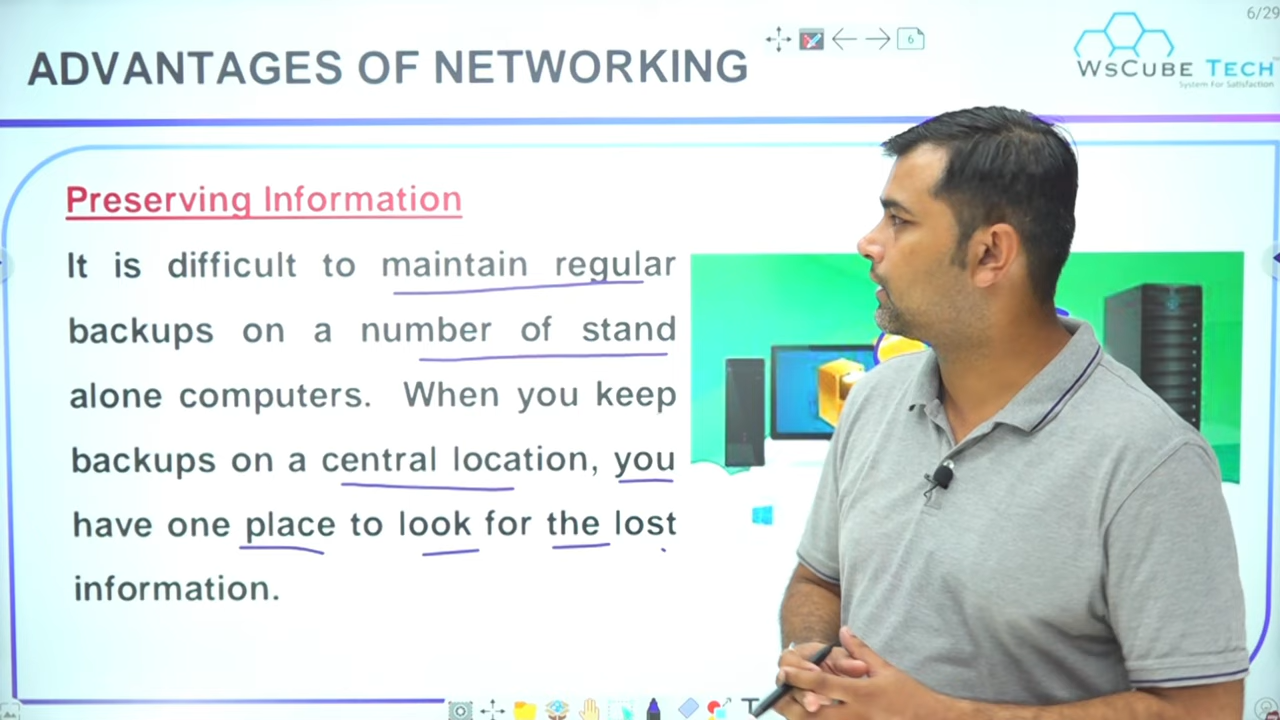 6/29
ADVANTAGES OF NETWORKING
6
WsCube Tech
System For Satisfaction
Preserving Information
It is difficult to maintain regular
backups on a number of stand
alone computers. When you keep
backups on a central location, you
have one place to look for the lost
information.
T